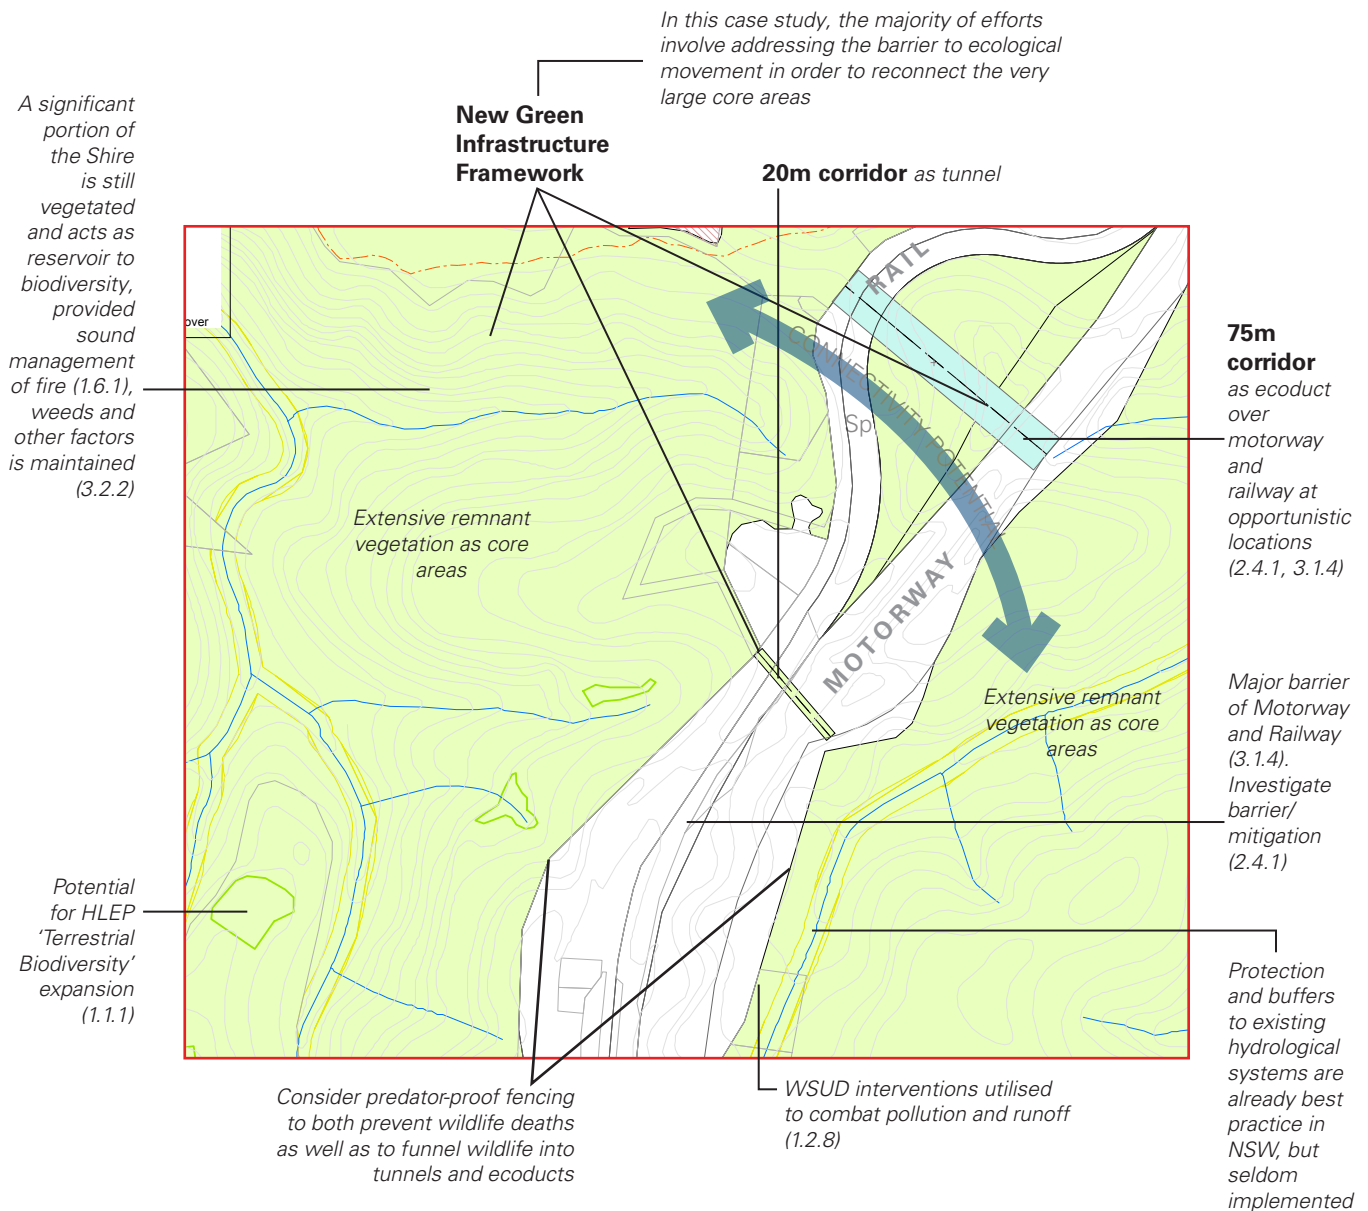 In this case study, the majority of efforts
involve addressing the barrier to ecological
movement in order to reconnect the very
large core areas
A significant
portion of
the Shire
is still
vegetated
and acts as
reservoir to
biodiversity,
provided
sound
management
of fire (1.6.1),
weeds and
other factors
is maintained
(3.2.2)
New Green
Infrastructure
Framework
20m corridor as tunnel
RAIL
over
CONNECTIVITY POTENTIAL
Sp
75m
corridor
as ecoduct
over
motorway
and
railway at
opportunistic
locations
(2.4.1, 3.1.4)
Extensive remnant
vegetation as core
areas
MOTORWAY
Extensive remnant
vegetation as core
areas
Major barrier
of Motorway
and Railway
(3.1.4).
Investigate
barrier/
mitigation
(2.4.1)
Potential
for HLEP
‘Terrestrial
Biodiversity’
expansion
(1.1.1)
Protection
and buffers
to existing
hydrological
systems are
already best
practice in
NSW, but
seldom
implemented
Consider predator-proof fencing
to both prevent wildlife deaths
as well as to funnel wildlife into
tunnels and ecoducts
WSUD interventions utilised
to combat pollution and runoff
(1.2.8)